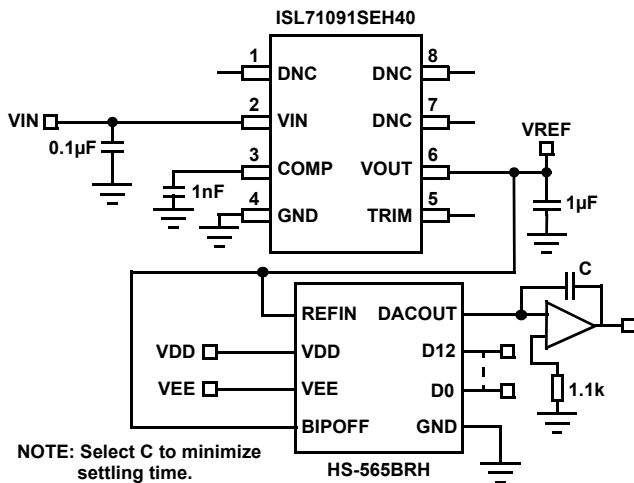 ISL71091SEH40
1 DNC DNC 8
VIN 2 VIN DNC 7
VREF
0.1µF
3 COMP VOUT 6
1nF
4 GND TRIM 5
1µF
C
REFIN DACOUT
VDD VDD D12
VEE VEE D0
1.1k
BIPOFF GND
NOTE: Select C to minimize
settling time.
HS-565BRH